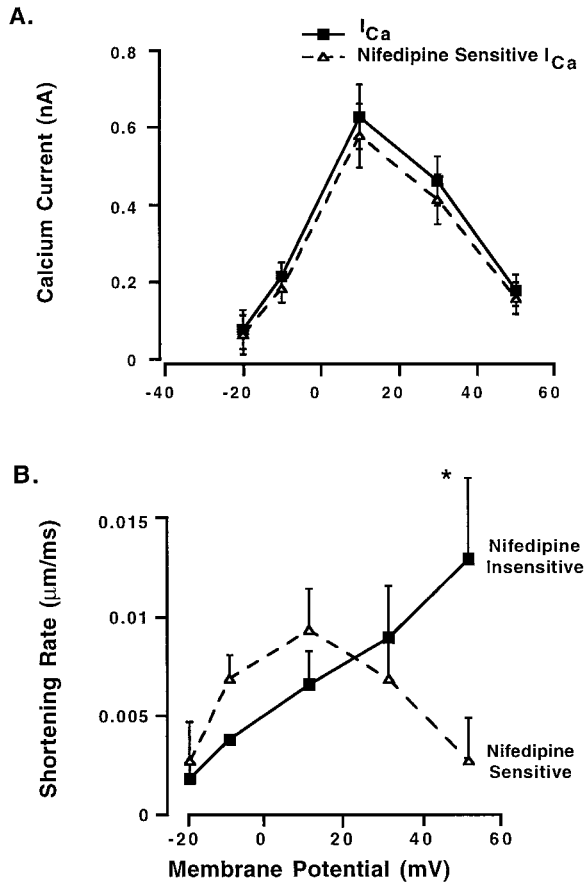 A.
I Ca
Nifedipine Sensitive I Ca
Calcium Current (nA)
0.8
0.6
0.4
0.2
0
-40 -20 0 20 40 60
B.
*
Shortening Rate (μm/ms)
0.015
0.01
0.005
0
Nifedipine
Insensitive
Nifedipine
Sensitive
-20 0 20 40 60
Membrane Potential (mV)